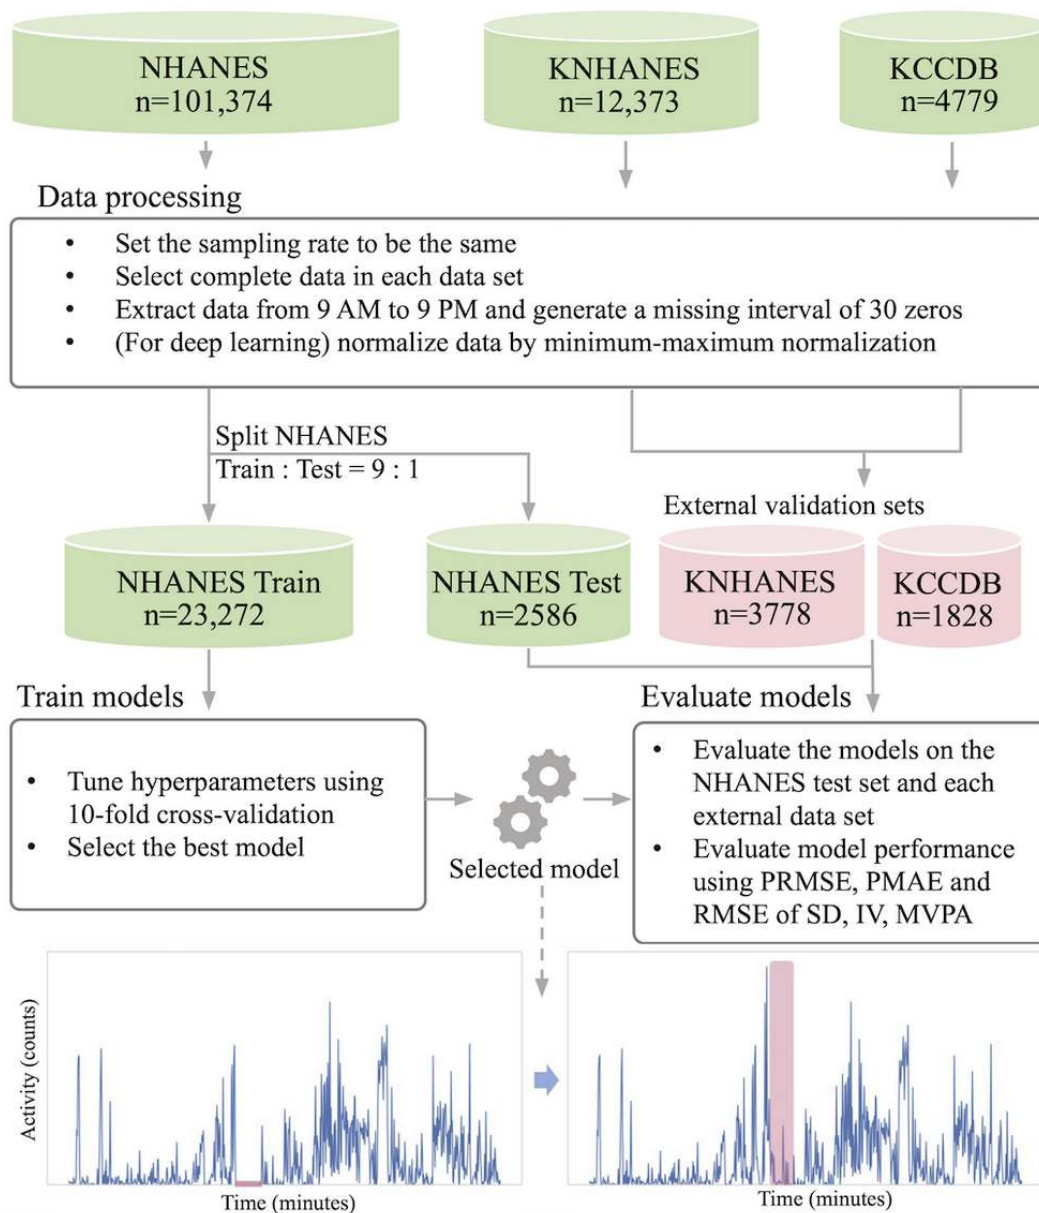 NHANES
n=101,374
KNHANES
n=12,373
KCCDB
n=4779
Data processing
• Set the sampling rate to be the same
• Select complete data in each data set
• Extract data from 9 AM to 9 PM and generate a missing interval of 30 zeros
• (For deep learning) normalize data by minimum-maximum normalization
Split NHANES
Train : Test = 9 : 1
External validation sets
NHANES Train
n=23,272
NHANES Test
n=2586
KNHANES
n=3778
KCCDB
n=1828
Train models
• Tune hyperparameters using
10-fold cross-validation
• Select the best model
Selected model
Evaluate models
• Evaluate the models on the
NHANES test set and each
external data set
• Evaluate model performance
using PRMSE, PMAE and
RMSE of SD, IV, MVPA
Activity (counts)
Time (minutes)
Time (minutes)